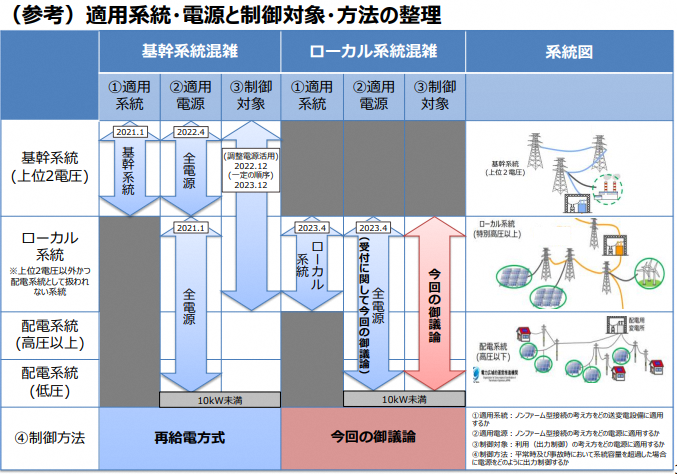 （参考）適用系統・電源と制御対象・方法の整理
基幹系統混雑
ローカル系統混雑
系統図
①適用
系統
②適用
電源
③制御
対象
①適用
系統
②適用
電源
③制御
対象
基幹系統
(上位2電圧)
2021.1
基幹系統
2022.4
全電源
(調整電源活用)
2022.12
(一定の順序)
2023.12
基幹系統
(上位２電圧)
ローカル
系統
※上位2電圧以外かつ
配電系統として扱われ
ない系統
2021.1
全電源
2023.4
ローカル
系統
2023.4
全電源
(受付に関して今回の御議論)
今回の御議論
ローカル系統
(特別高圧以上)
配電系統
(高圧以上)
配電系統
(低圧)
10kW未満
10kW未満
配電用
変電所
配電系統
(高圧以下)
電力広域的運営推進機関
④制御方法
再給電方式
今回の御議論
①適用系統：ノンファーム型接続の考え方をどの送変電設備に適用
するか
②適用電源：ノンファーム型接続の考え方をどの電源に適用するか
③制御対象：利用（出力制御）の考え方をどの電源に適用するか
④制御方法：平常時及び事故時において系統容量を超過した場合
に電源をどのように出力制御するか